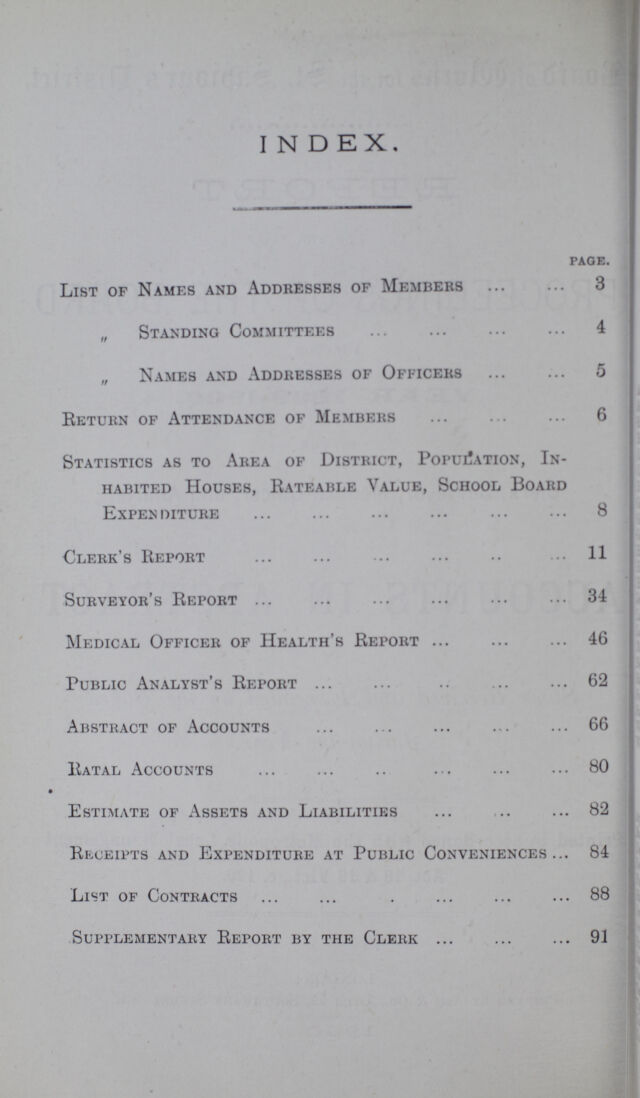 INDEX.
PAGE.
List of Names and Addresses of Members ... ... 3
„ Standing Committees ... ... ... ... 4
„ Names and Addresses of Officers ... ... 5
Return of Attendance of Members ... ... ... 6
Statistics as to Area of District, Population, In-
habited Houses, Rateable Value, School Board
Expenditure ... ... ... ... ... ... 8
Clerk's Report ... ... ... ... .. ... 11
Surveyor's Report ... ... ... ... ... ... 34
Medical Officer of Health's Report ... ... ... 46
Public Analyst's Report ... ... .. ... ... 62
Abstract of Accounts ... ... ... ... ... 66
Ratal Accounts ... ... .. ... ... ... 80
Estimate of Assets and Liabilities ... .. ... 82
Receipts and Expenditure at Public Conveniences ... 84
List of Contracts ... ... . ... ... ... 88
Supplementary Report by the Clerk ... ... ... 91